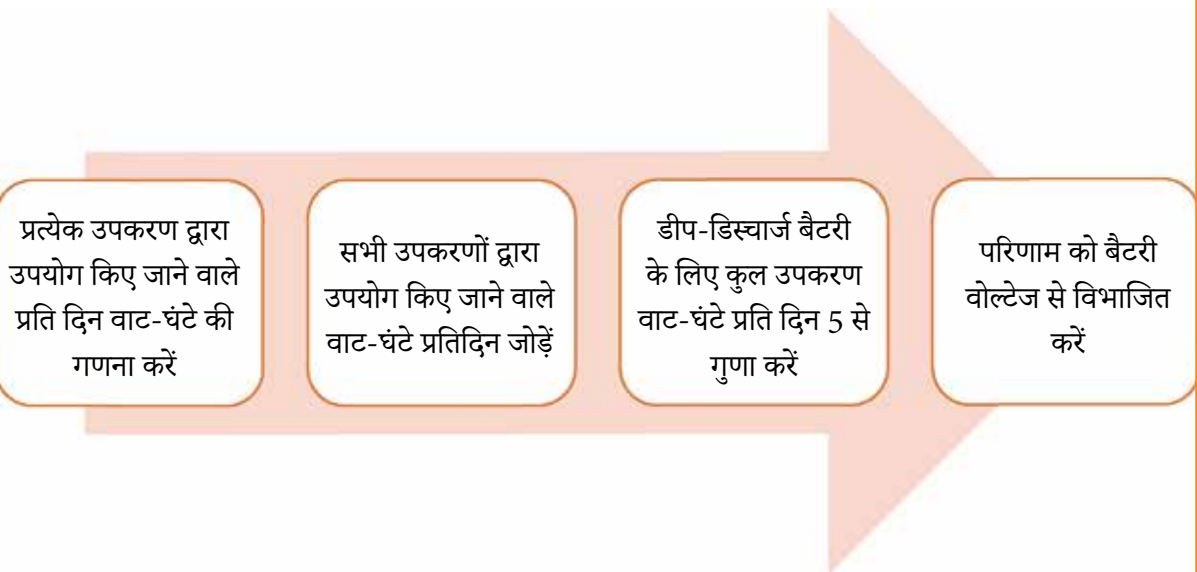 प्रत्येक उपकरण द्वारा
उपयोग किए जाने वाले
प्रति दिन वाट-घंटे की
गणना करें
सभी उपकरणों द्वारा
उपयोग किए जाने वाले
वाट-घंटे प्रतिदिन जोड़ें
डीप-डिस्चार्ज बैटरी
के लिए कुल उपकरण
वाट-घंटे प्रति दिन 5 से
गुणा करें
परिणाम को बैटरी
वोल्टेज से विभाजित
करें